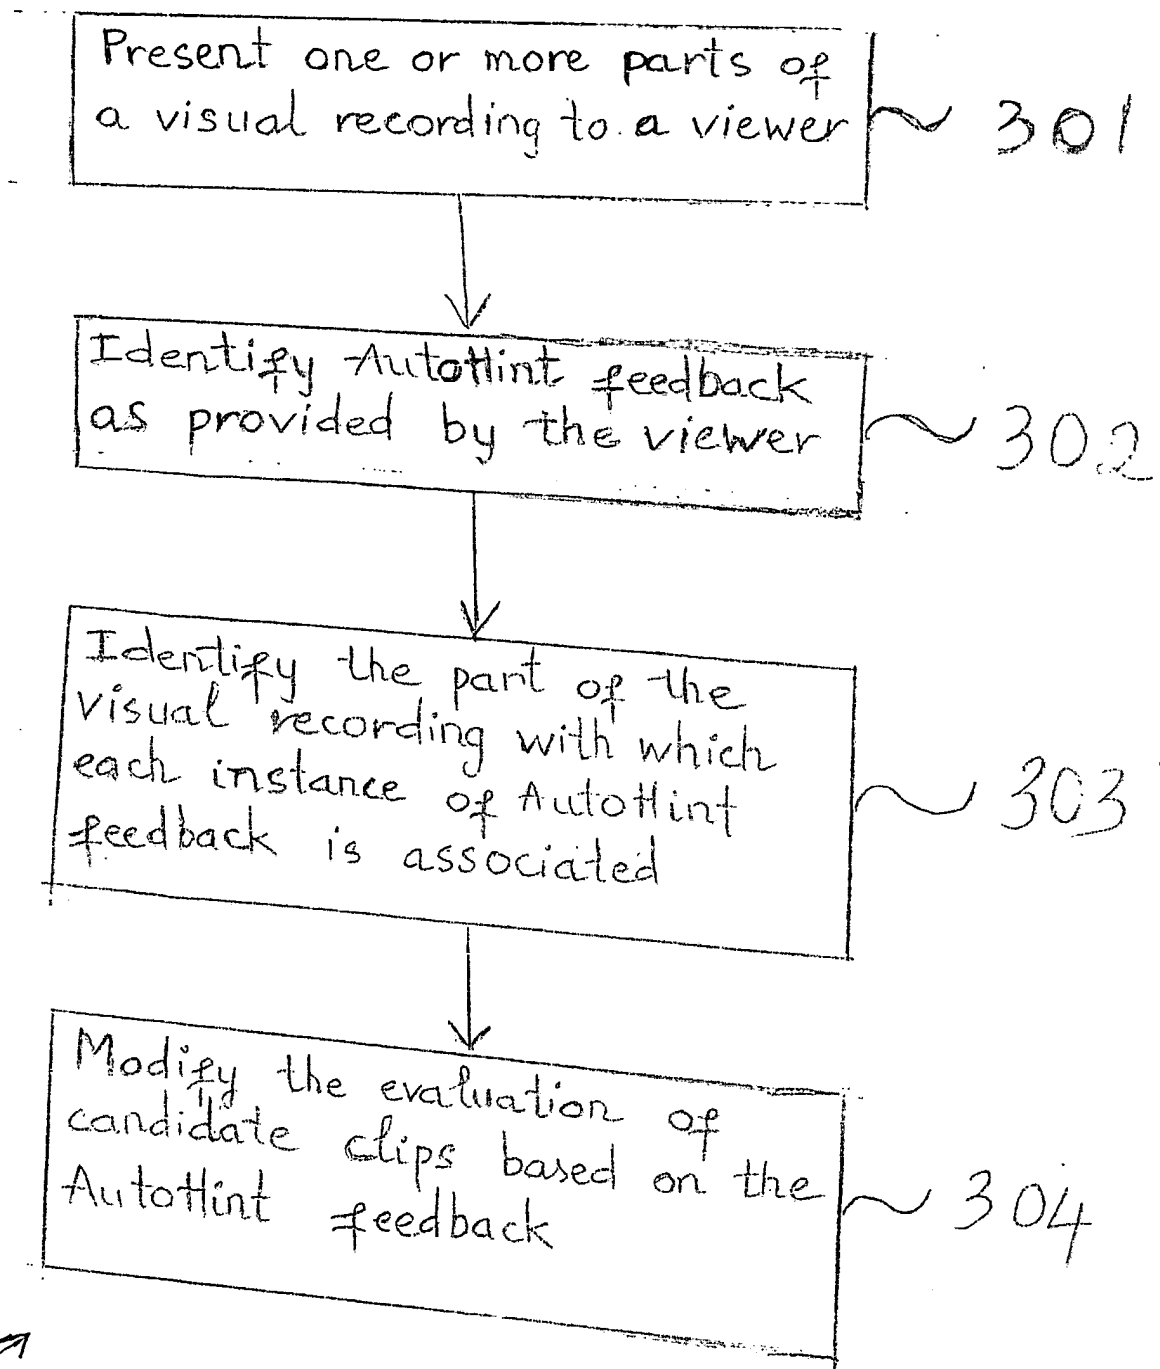 Present one or more parts of
a visual recording to a viewer
301
Identify AutoHint feedback
as provided by the viewer
302
Identify the part of the
visual recording with which
each instance of AutoHint
feedback is associated
303
Modify the evaluation of
candidate clips based on the
AutoHint feedback
304